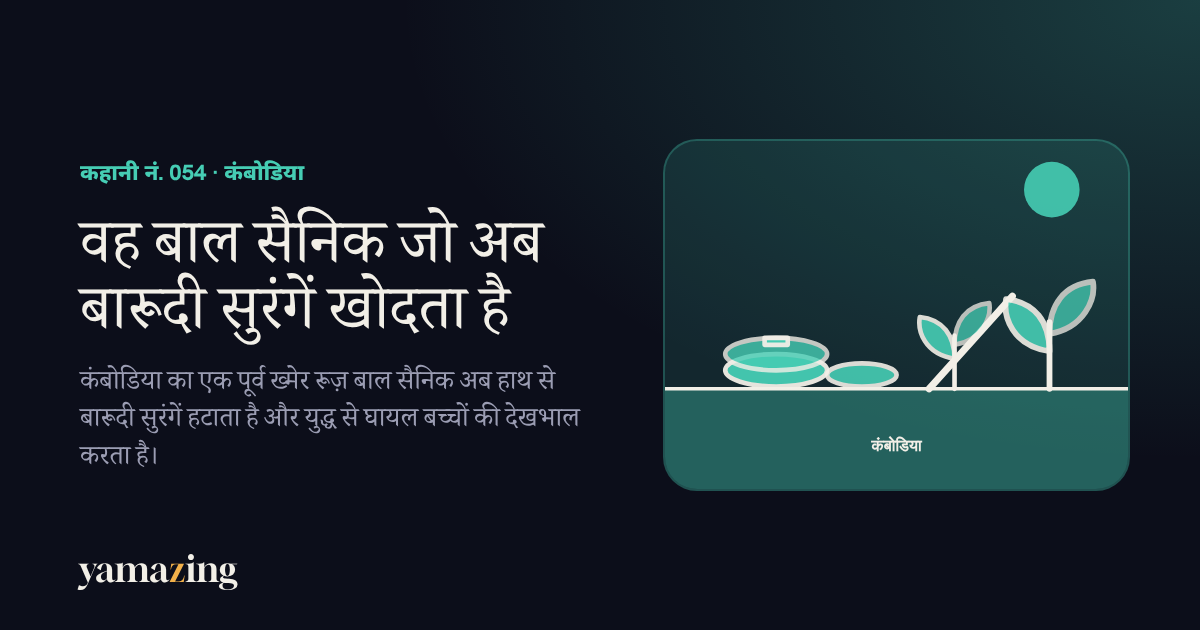 कहानी नं. 054 · कंबोडिया
वह बाल सैनिक जो अब
बारूदी सुरंगें खोदता है
कंबोडिया का एक पूर्व ख्मेर रूज़ बाल सैनिक अब हाथ से
बारूदी सुरंगें हटाता है और युद्ध से घायल बच्चों की देखभाल
करता है।
कंबोडिया
yamazing